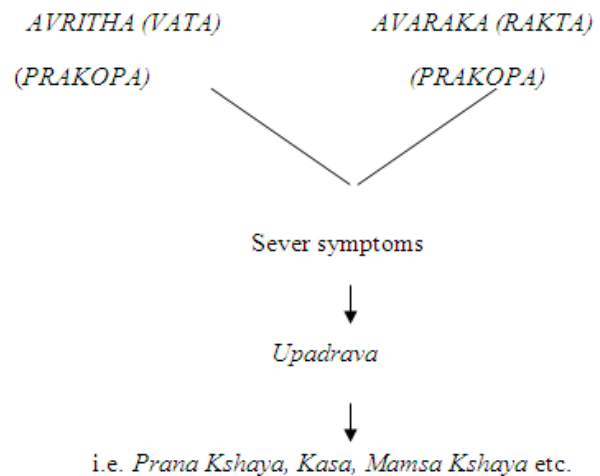 AVRITHA (VATA) AVARAKA (RAKTA)
(PRAKOPA) (PRAKOPA)
Sever symptoms
Upadrava
i.e. Prana Kshaya, Kasa, Mamsa Kshaya etc.